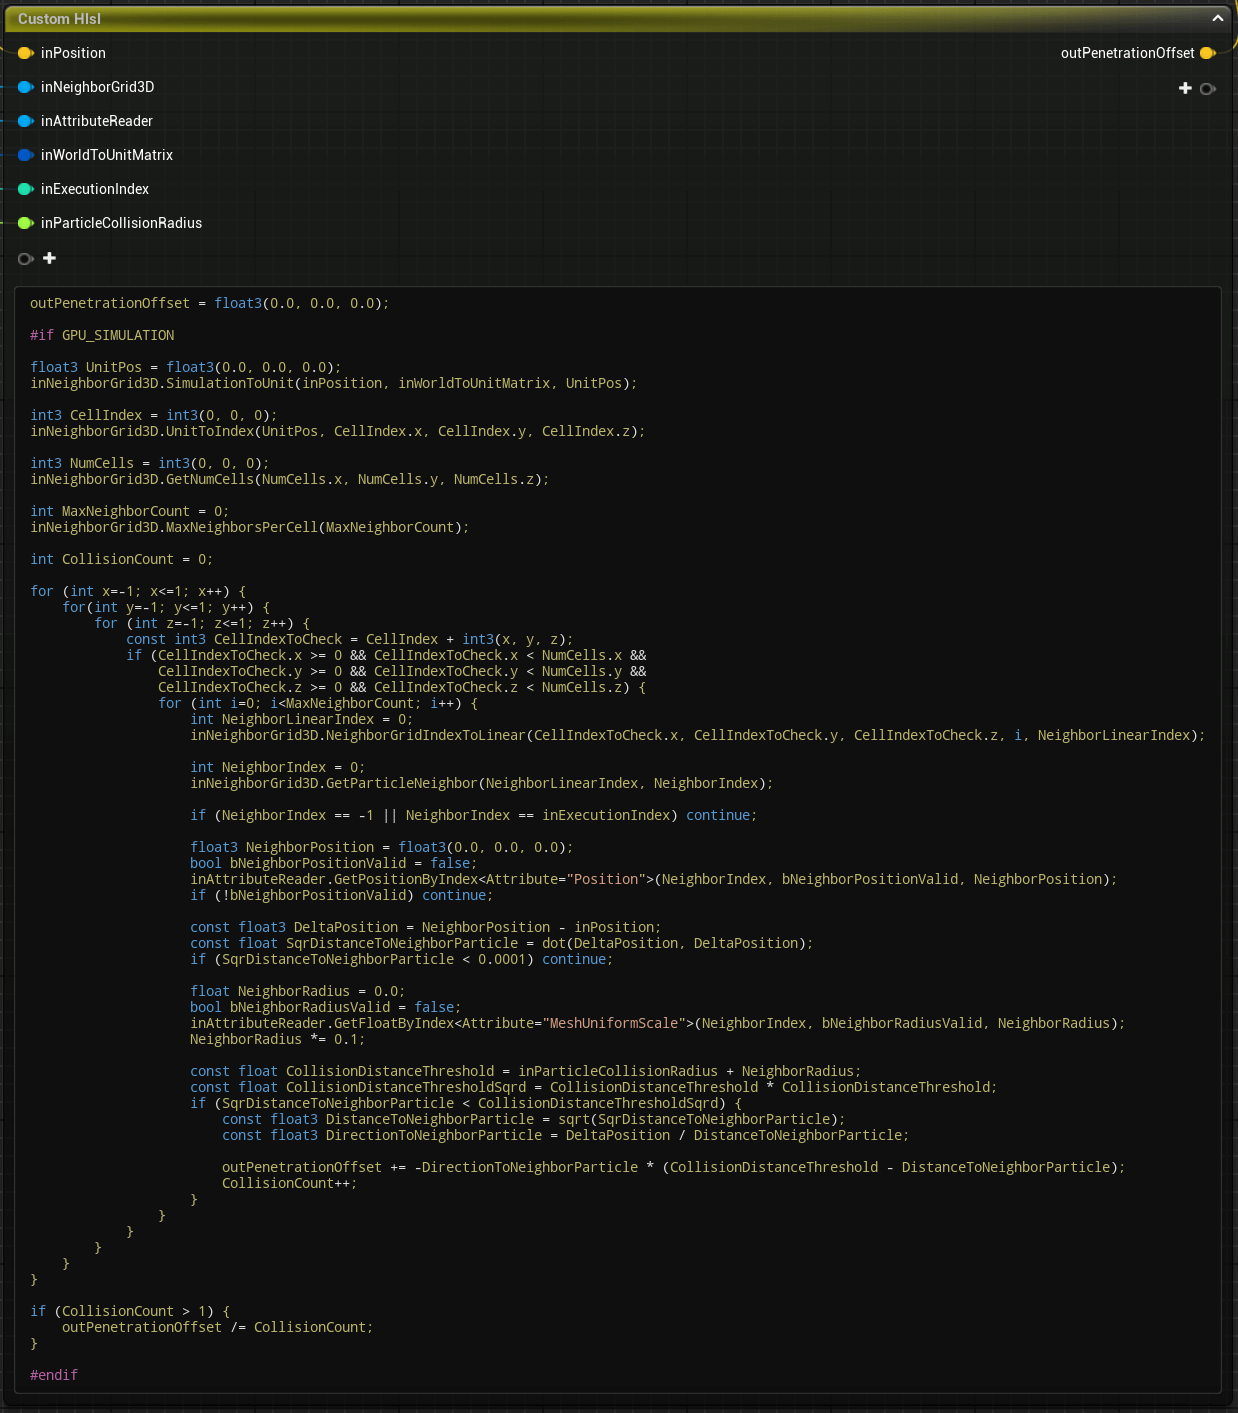 Custom Hlsl
inPosition
outPenetrationOffset
inNeighborGrid3D
inAttributeReader
inWorldToUnitMatrix
inExecutionIndex
inParticleCollisionRadius
outPenetrationOffset = float3(0.0, 0.0, 0.0);
#if GPU_SIMULATION
float3 UnitPos = float3(0.0, 0.0, 0.0);
inNeighborGrid3D.SimulationToUnit(inPosition, inWorldToUnitMatrix, UnitPos);
int3 CellIndex = int3(0, 0, 0);
inNeighborGrid3D.UnitToIndex(UnitPos, CellIndex.x, CellIndex.y, CellIndex.z);
int3 NumCells = int3(0, 0, 0);
inNeighborGrid3D.GetNumCells(NumCells.x, NumCells.y, NumCells.z);
int MaxNeighborCount = 0;
inNeighborGrid3D.MaxNeighborsPerCell(MaxNeighborCount);
int CollisionCount = 0;
for (int x=-1; x<=1; x++) {
for(int y=-1; y<=1; y++) {
for (int z=-1; z<=1; z++) {
const int3 CellIndexToCheck = CellIndex + int3(x, y, z);
if (CellIndexToCheck.x >= 0 && CellIndexToCheck.x < NumCells.x &&
CellIndexToCheck.y >= 0 && CellIndexToCheck.y < NumCells.y &&
CellIndexToCheck.z >= 0 && CellIndexToCheck.z < NumCells.z) {
for (int i=0; i<MaxNeighborCount; i++) {
int NeighborLinearIndex = 0;
inNeighborGrid3D.NeighborGridIndexToLinear(CellIndexToCheck.x, CellIndexToCheck.y, CellIndexToCheck.z, i, NeighborLinearIndex);
int NeighborIndex = 0;
inNeighborGrid3D.GetParticleNeighbor(NeighborLinearIndex, NeighborIndex);
if (NeighborIndex == -1 || NeighborIndex == inExecutionIndex) continue;
float3 NeighborPosition = float3(0.0, 0.0, 0.0);
bool bNeighborPositionValid = false;
inAttributeReader.GetPositionByIndex<Attribute="Position">(NeighborIndex, bNeighborPositionValid, NeighborPosition);
if (!bNeighborPositionValid) continue;
const float3 DeltaPosition = NeighborPosition - inPosition;
const float SqrDistanceToNeighborParticle = dot(DeltaPosition, DeltaPosition);
if (SqrDistanceToNeighborParticle < 0.0001) continue;
float NeighborRadius = 0.0;
bool bNeighborRadiusValid = false;
inAttributeReader.GetFloatByIndex<Attribute="MeshUniformScale">(NeighborIndex, bNeighborRadiusValid, NeighborRadius);
NeighborRadius *= 0.1;
const float CollisionDistanceThreshold = inParticleCollisionRadius + NeighborRadius;
const float CollisionDistanceThresholdSqrd = CollisionDistanceThreshold * CollisionDistanceThreshold;
if (SqrDistanceToNeighborParticle < CollisionDistanceThresholdSqrd) {
const float3 DistanceToNeighborParticle = sqrt(SqrDistanceToNeighborParticle);
const float3 DirectionToNeighborParticle = DeltaPosition / DistanceToNeighborParticle;
outPenetrationOffset += -DirectionToNeighborParticle * (CollisionDistanceThreshold - DistanceToNeighborParticle);
CollisionCount++;
}
}
}
}
}
}
if (CollisionCount > 1) {
outPenetrationOffset /= CollisionCount;
}
#endif